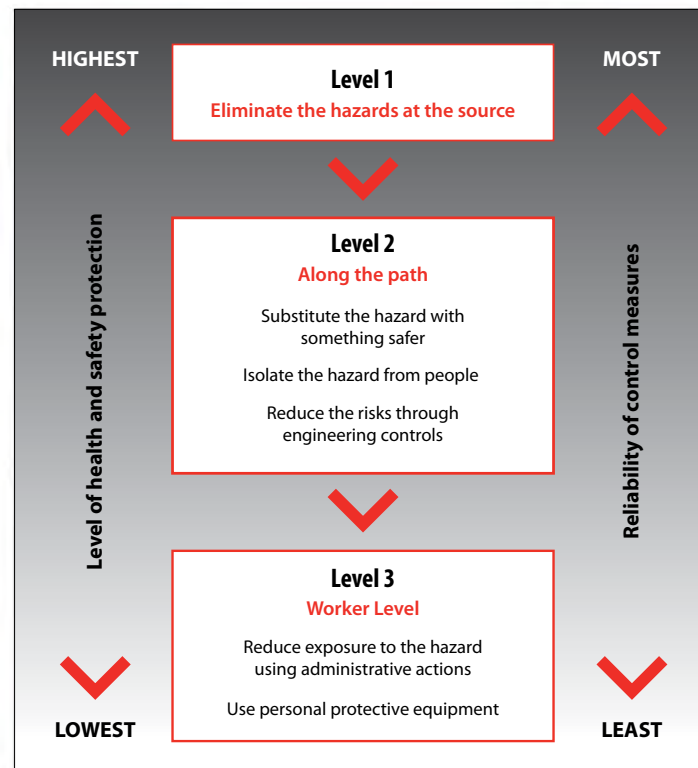 HIGHEST
MOST
Level 1
Eliminate the hazards at the source
Level 2
Along the path
Substitute the hazard with
something safer
Isolate the hazard from people
Reduce the risks through
engineering controls
Level of health and safety protection
Reliability of control measures
Level 3
Worker Level
Reduce exposure to the hazard
using administrative actions
Use personal protective equipment
LOWEST
LEAST